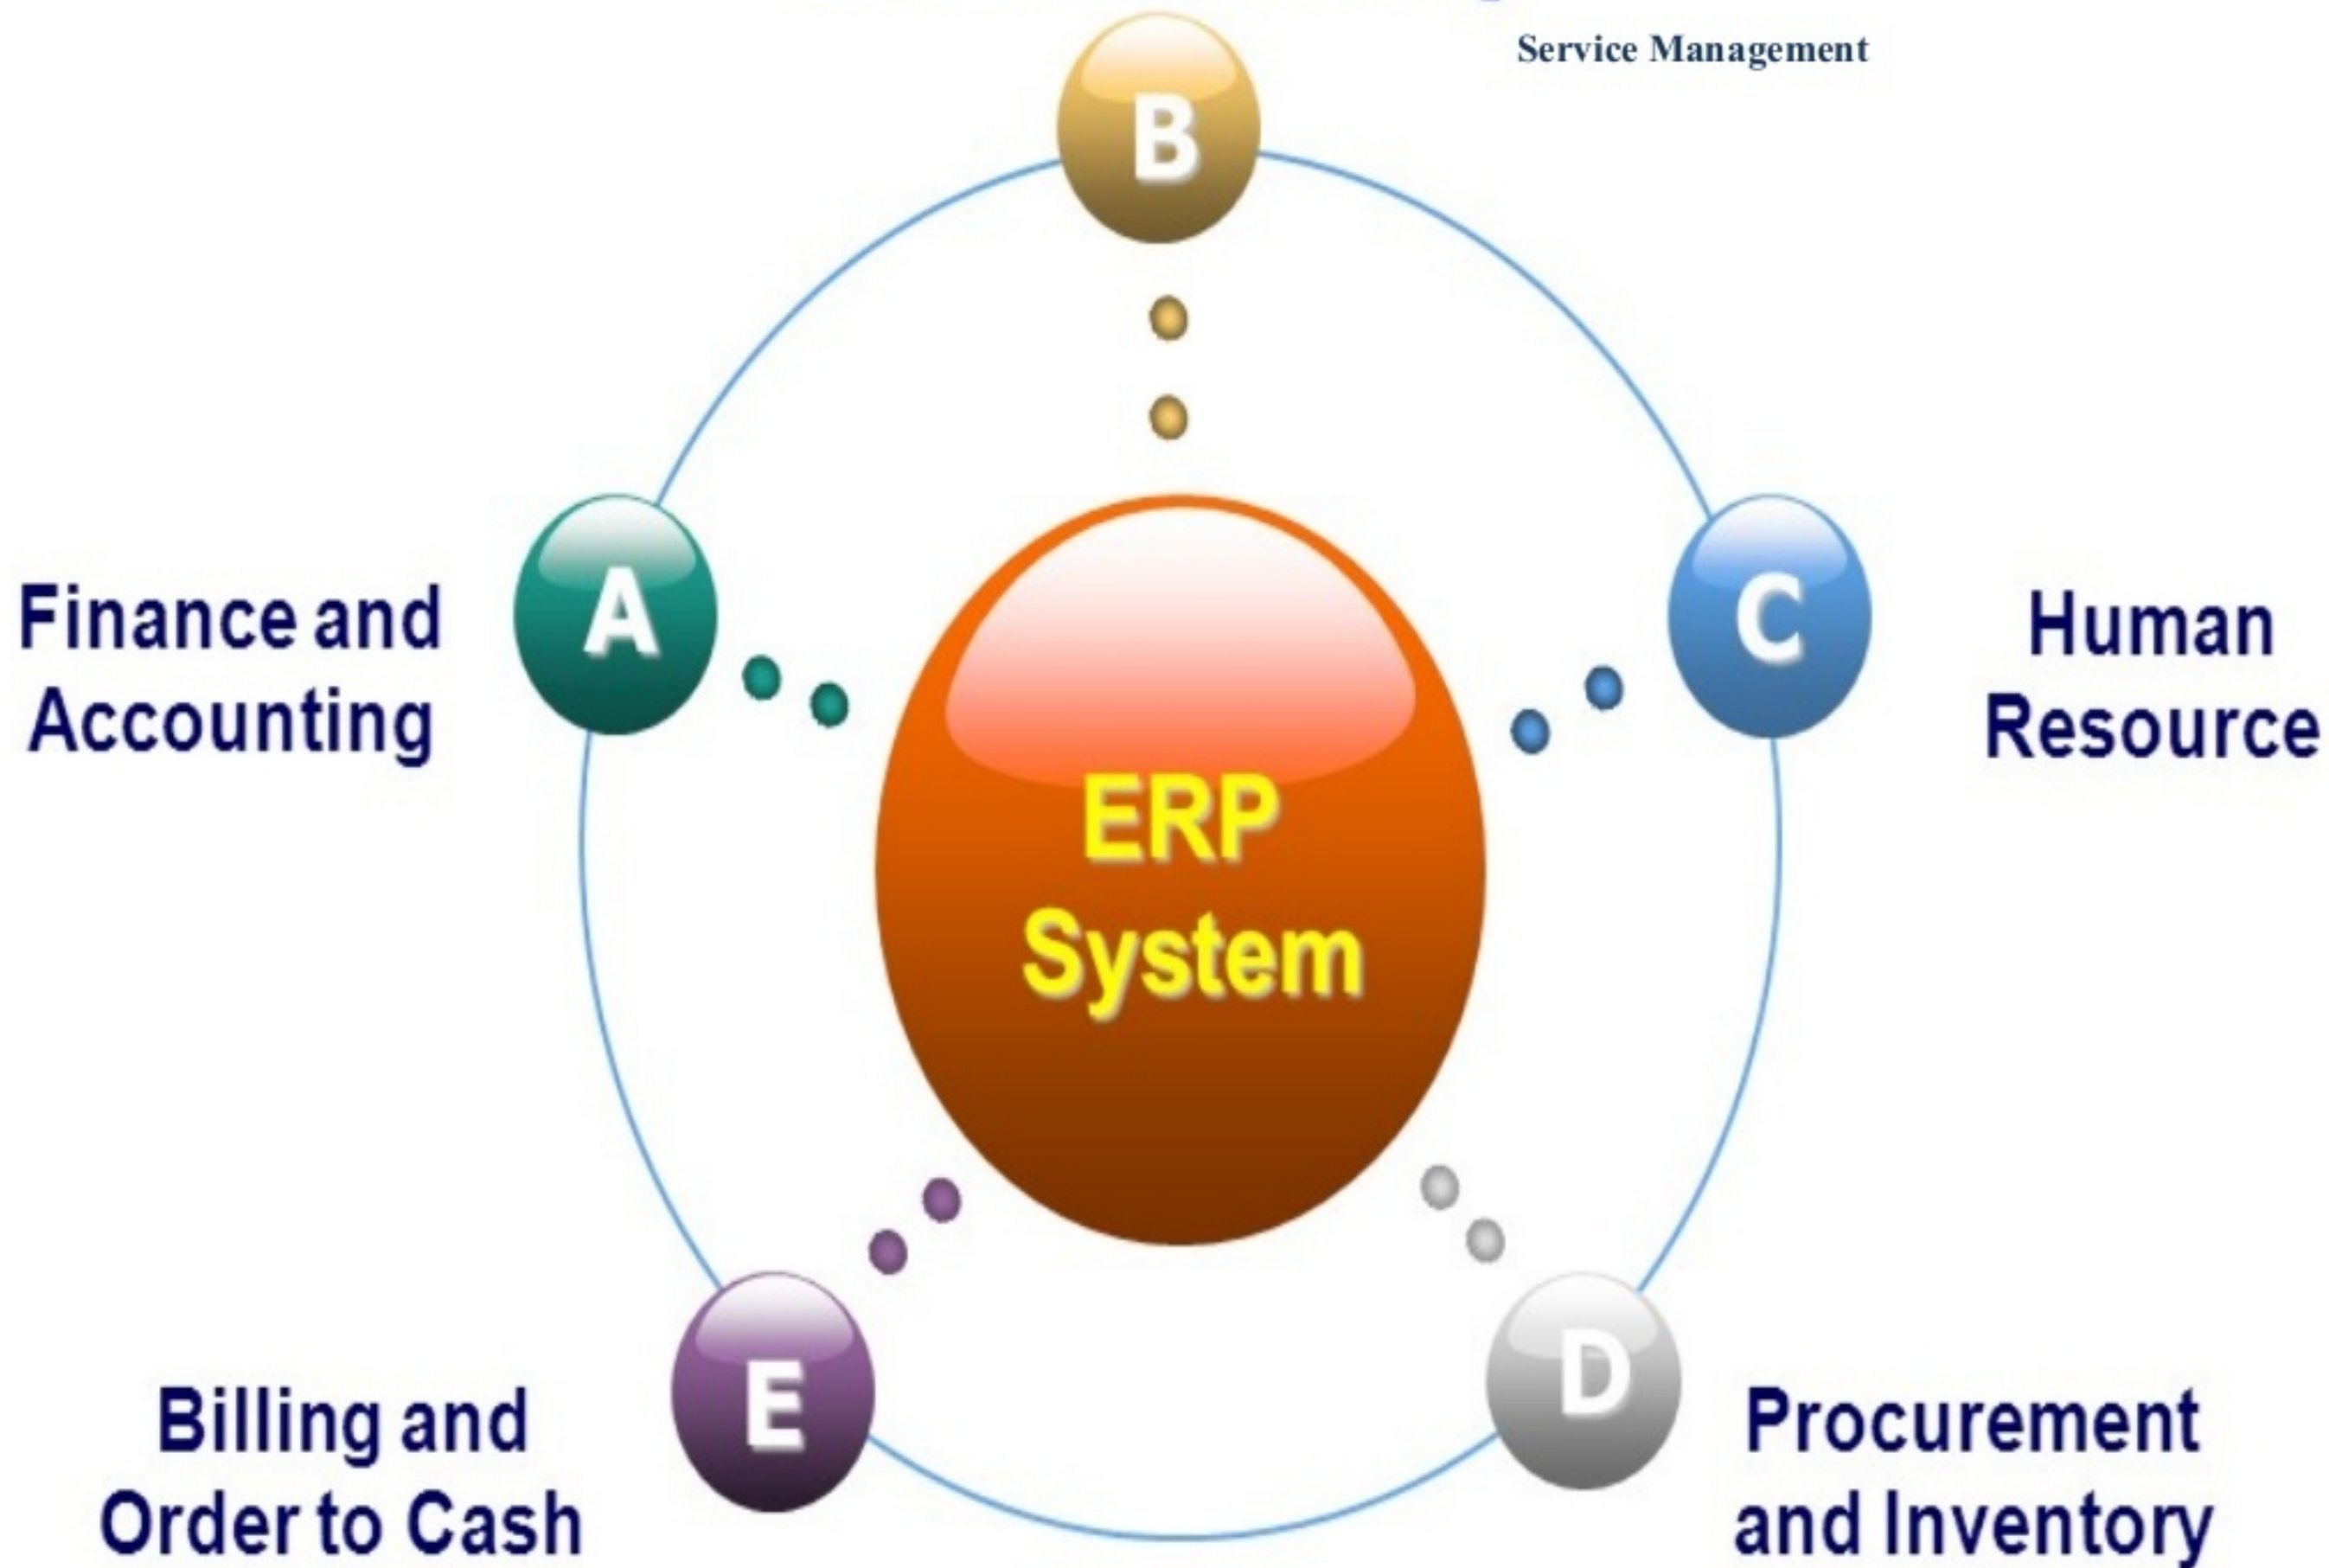 Service Management
B
A
C
Finance and
Accounting
Human
Resource
ERP
System
E
D
Billing and
Order to Cash
Procurement
and Inventory